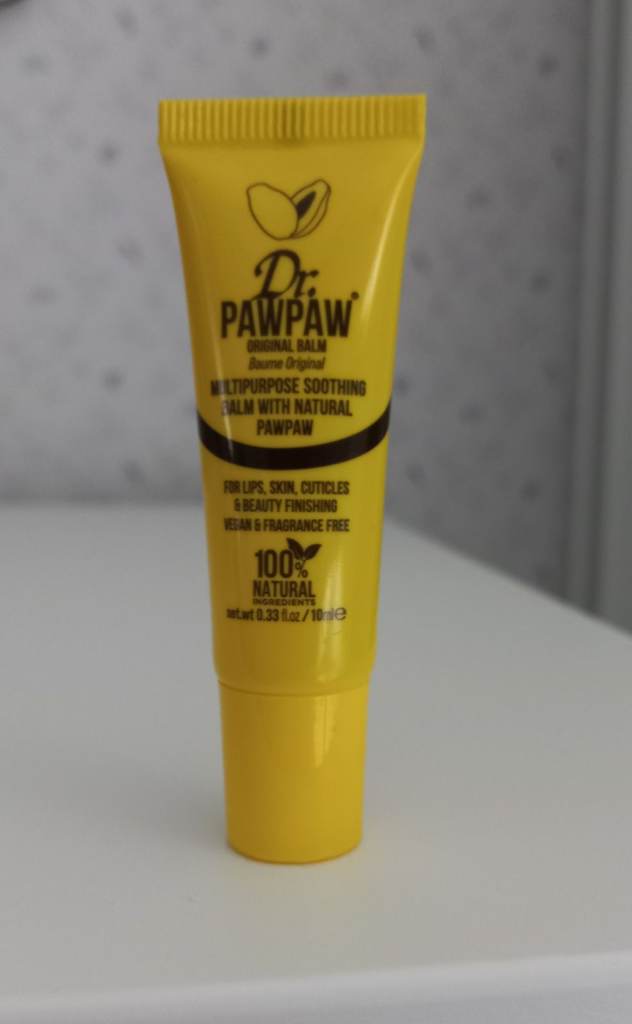 Dr.
PAWPAW
ORIGINAL BALM
Baume Original
MULTIPURPOSE SOOTHING
BALM WITH NATURAL
PAWPAW
FOR LIPS, SKIN, CUTICLES
& BEAUTY FINISHING
VEGAN & FRAGRANCE FREE
100%
NATURAL
INGREDIENTS
net.wt 0.33 fl.oz / 10ml℮